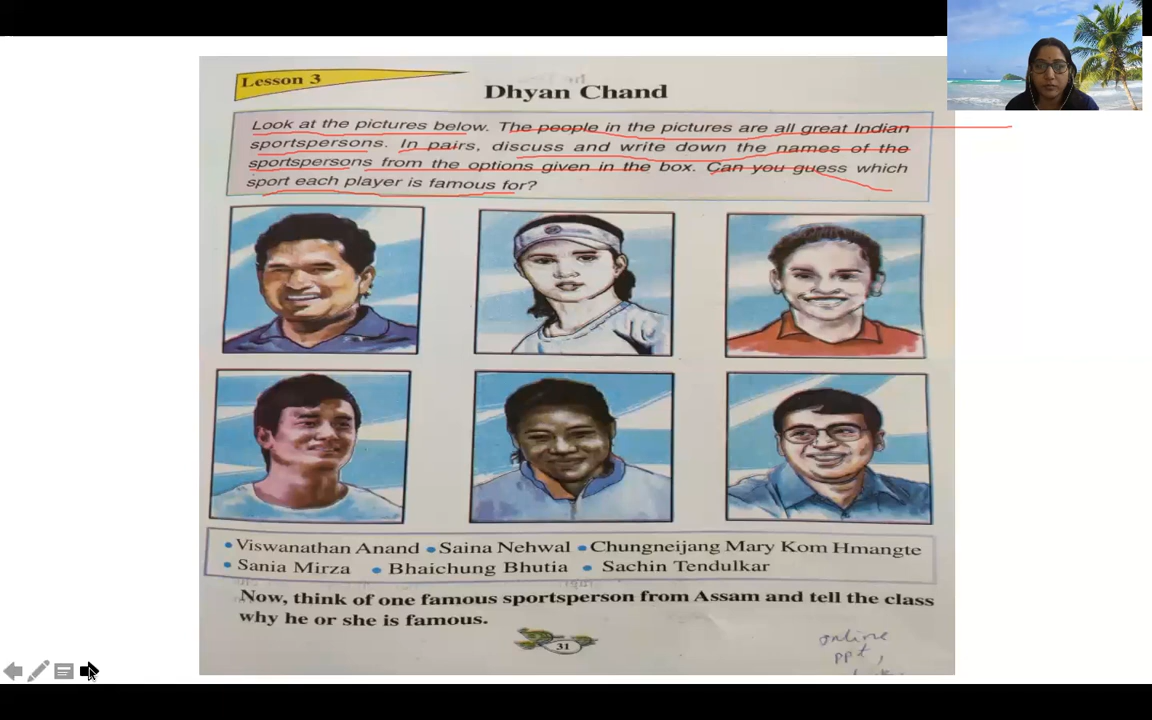 Lesson 3
Dhyan Chand
Look at the pictures below. The people in the pictures are all great Indian
sportspersons. In pairs, discuss and write down the names of the
sportspersons from the options given in the box. Can you guess which
sport each player is famous for?
• Viswanathan Anand • Saina Nehwal • Chungneijang Mary Kom Hmangte
• Sania Mirza • Bhaichung Bhutia • Sachin Tendulkar
Now, think of one famous sportsperson from Assam and tell the class
why he or she is famous.
31
online
ppt,